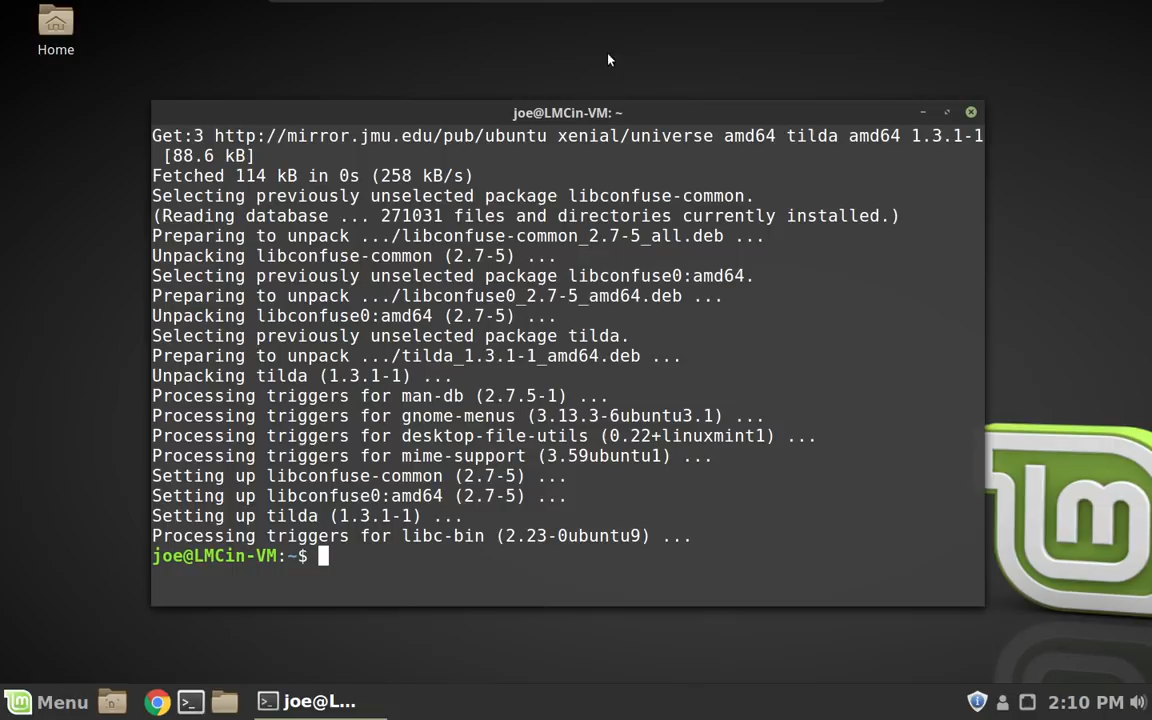 Home
joe@LMCin-VM: ~
Get:3 http://mirror.jmu.edu/pub/ubuntu xenial/universe amd64 tilda amd64 1.3.1-1
[88.6 kB]
Fetched 114 kB in 0s (258 kB/s)
Selecting previously unselected package libconfuse-common.
(Reading database ... 271031 files and directories currently installed.)
Preparing to unpack .../libconfuse-common_2.7-5_all.deb ...
Unpacking libconfuse-common (2.7-5) ...
Selecting previously unselected package libconfuse0:amd64.
Preparing to unpack .../libconfuse0_2.7-5_amd64.deb ...
Unpacking libconfuse0:amd64 (2.7-5) ...
Selecting previously unselected package tilda.
Preparing to unpack .../tilda_1.3.1-1_amd64.deb ...
Unpacking tilda (1.3.1-1) ...
Processing triggers for man-db (2.7.5-1) ...
Processing triggers for gnome-menus (3.13.3-6ubuntu3.1) ...
Processing triggers for desktop-file-utils (0.22+linuxmint1) ...
Processing triggers for mime-support (3.59ubuntu1) ...
Setting up libconfuse-common (2.7-5) ...
Setting up libconfuse0:amd64 (2.7-5) ...
Setting up tilda (1.3.1-1) ...
Processing triggers for libc-bin (2.23-0ubuntu9) ...
joe@LMCin-VM:~$
Menu
joe@L...
2:10 PM